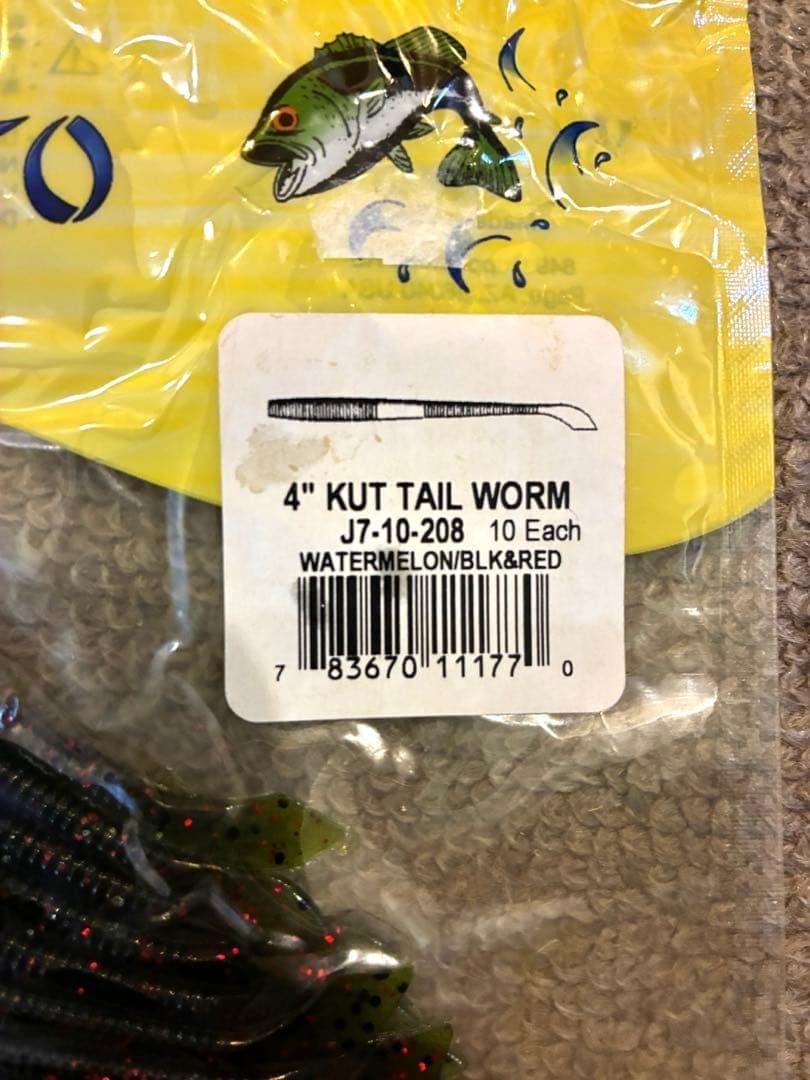 O
4" KUT TAIL WORM
J7-10-208 10 Each
WATERMELON/BLK&RED
7 83670 11177 0